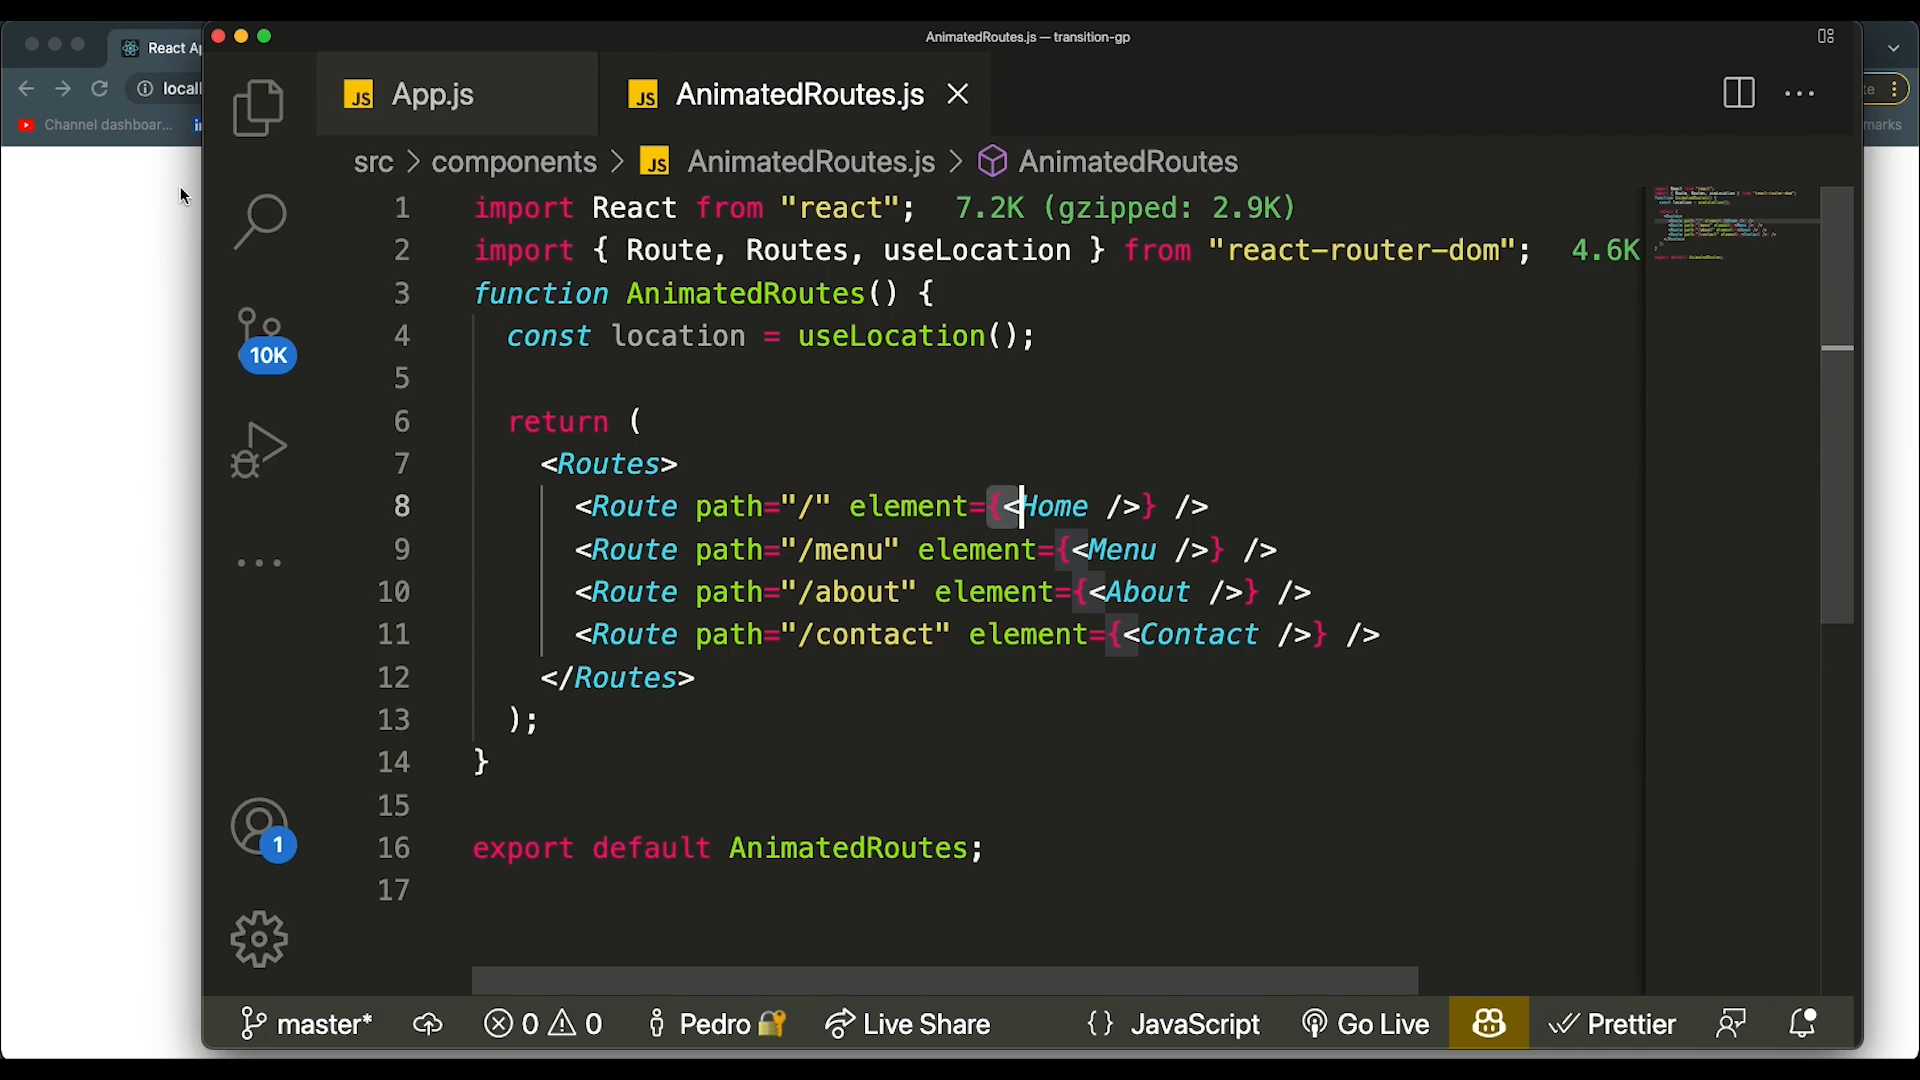 AnimatedRoutes.js — transition-gp
React Ap
locall
Channel dashboar...
marks
App.js
AnimatedRoutes.js
src > components > JS AnimatedRoutes.js > AnimatedRoutes
1 import React from "react"; 7.2K (gzipped: 2.9K)
2 import { Route, Routes, useLocation } from "react-router-dom"; 4.6K
3 function AnimatedRoutes() {
4 const location = useLocation();
5
6 return (
7 <Routes>
8 <Route path="/" element={<Home />} />
9 <Route path="/menu" element={<Menu />} />
10 <Route path="/about" element={<About />} />
11 <Route path="/contact" element={<Contact />} />
12 </Routes>
13 );
14 }
15
16 export default AnimatedRoutes;
17
10K
1
master* 0 0 Pedro Live Share {} JavaScript Go Live Prettier